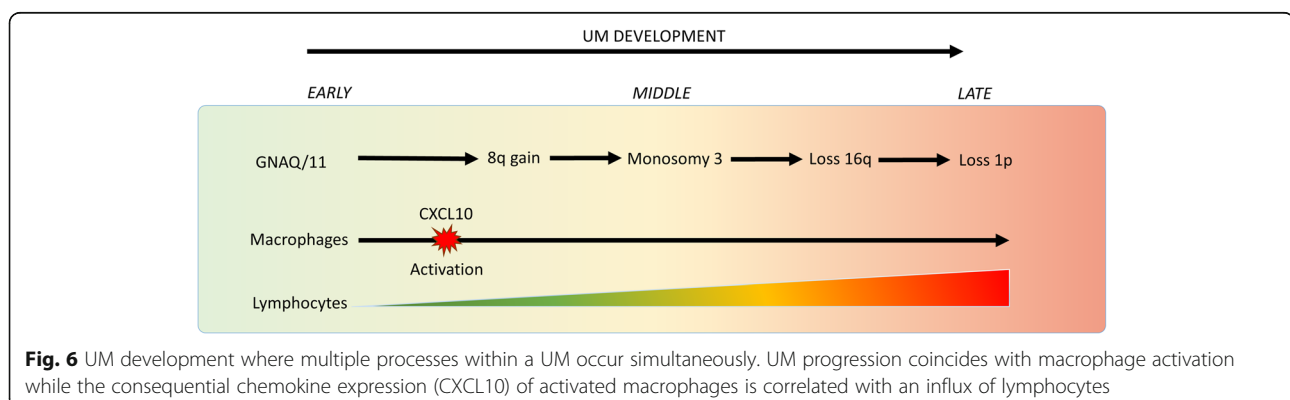 UM DEVELOPMENT
EARLY MIDDLE LATE
GNAQ/11 8q gain Monosomy 3 Loss 16q Loss 1p
CXCL10
Macrophages
Activation
Lymphocytes
Fig. 6 UM development where multiple processes within a UM occur simultaneously. UM progression coincides with macrophage activation
while the consequential chemokine expression (CXCL10) of activated macrophages is correlated with an influx of lymphocytes